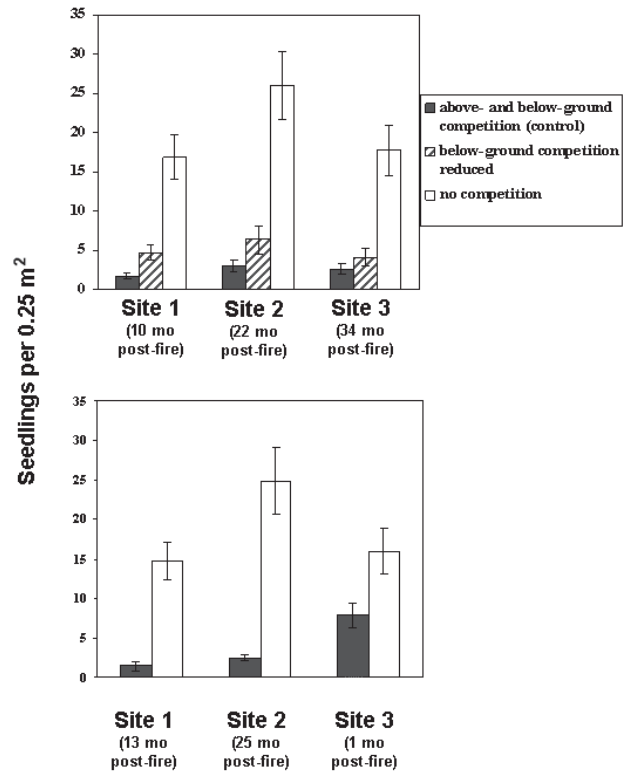 Seedlings per 0.25 m²
35
30
25
20
15
10
5
0
above- and below-ground
competition (control)
below-ground competition
reduced
no competition
Site 1 Site 2 Site 3
(10 mo (22 mo (34 mo
post-fire) post-fire) post-fire)
35
30
25
20
15
10
5
0
Site 1 Site 2 Site 3
(13 mo (25 mo (1 mo
post-fire) post-fire) post-fire)